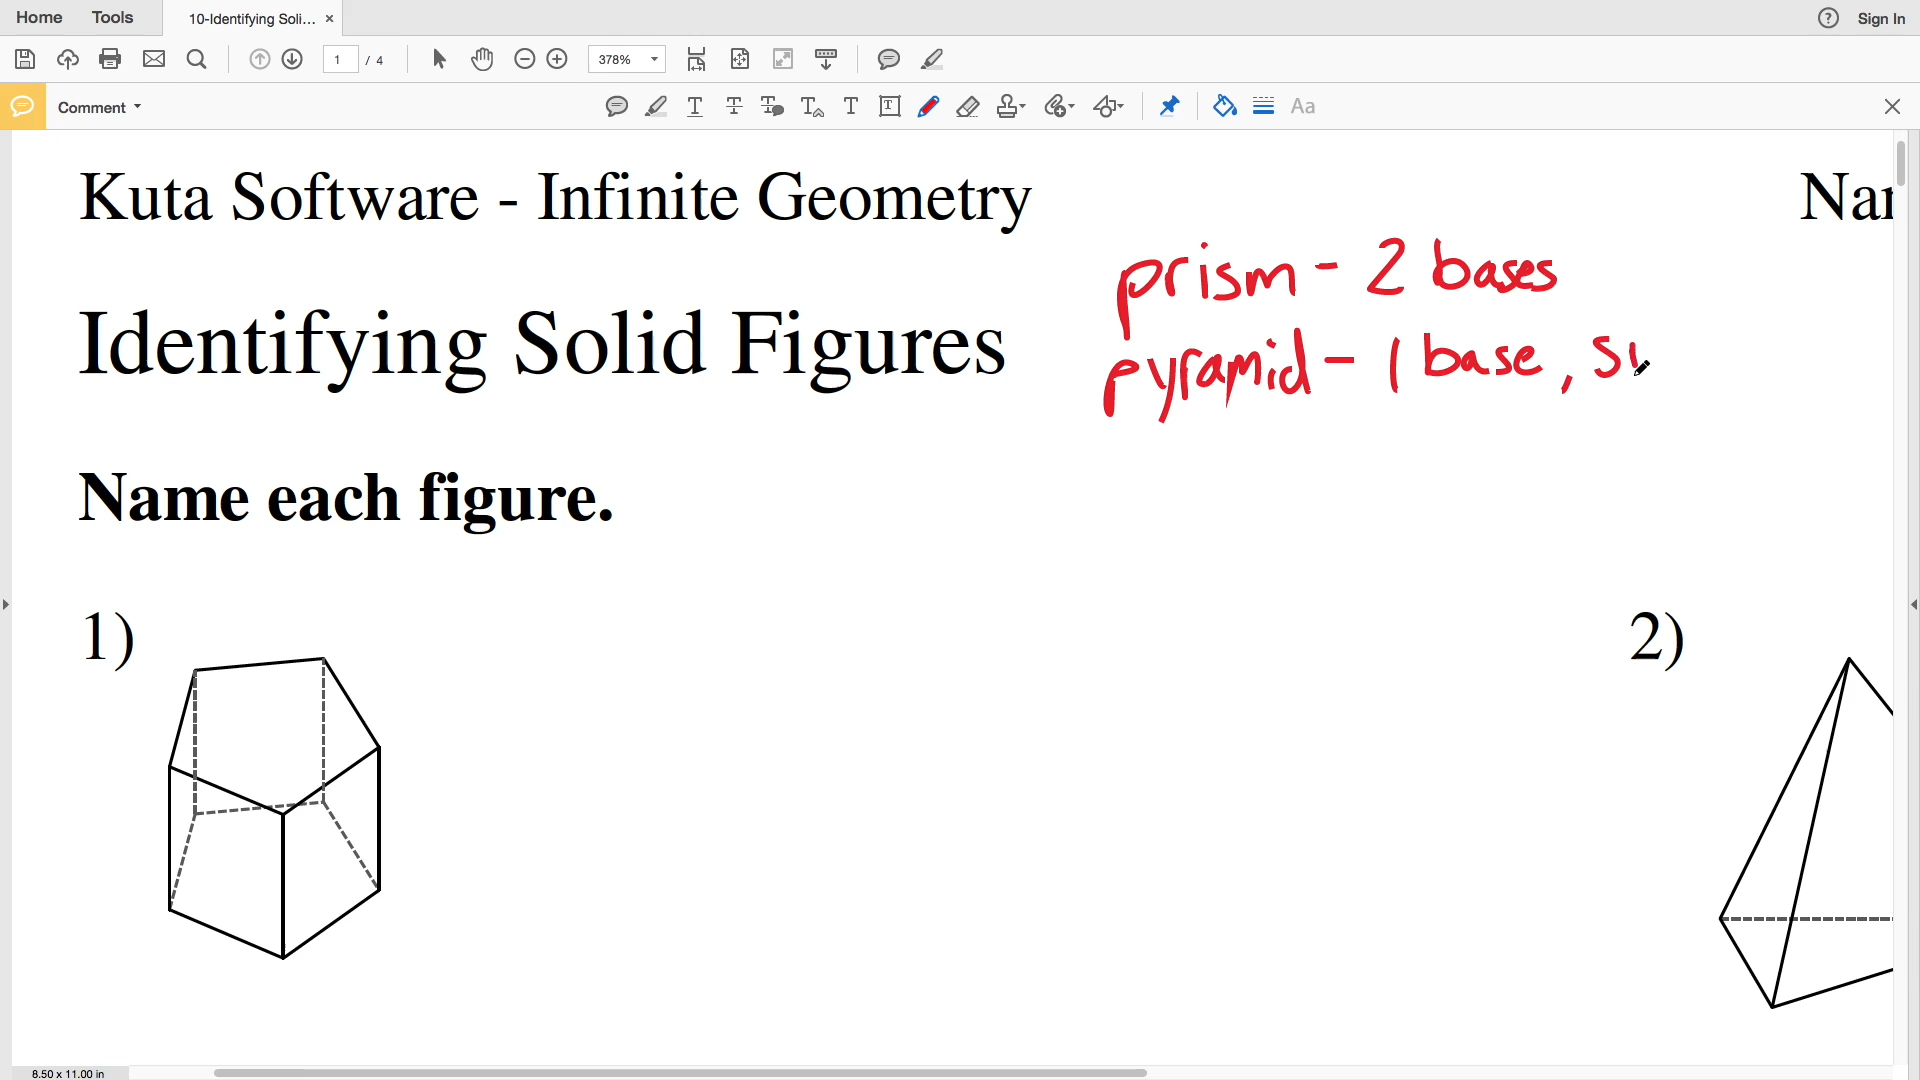 Home Tools 10-Identifying Soli... × ? Sign In
1 / 4 378%
Comment Aa
Kuta Software - Infinite Geometry
prism - 2 bases
Identifying Solid Figures
pyramid - 1 base,
Name each figure.
1)
2)
8.50 x 11.00 in